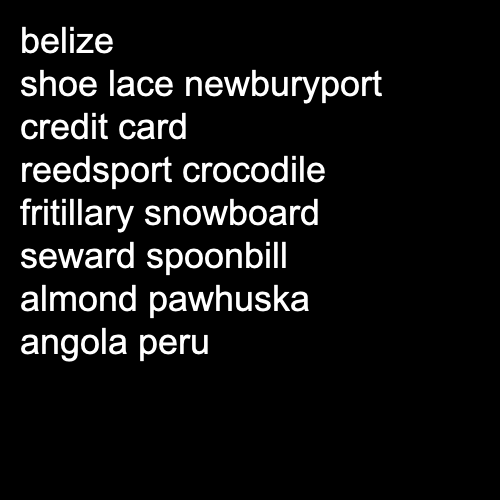 belize
shoe lace newburyport
credit card
reedsport crocodile
fritillary snowboard
seward spoonbill
almond pawhuska
angola peru